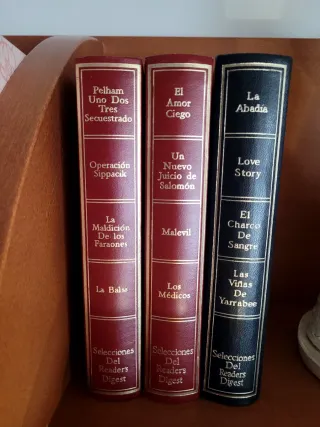 Pelham
Uno Dos
Tres
Secuestrado
Operación
Sippacik
La
Maldición
De los
Faraones
La Balsa
Selecciones
Del
Readers
Digest
El
Amor
Ciego
Un
Nuevo
Juicio de
Salomón
Malevil
Los
Médicos
Selecciones
Del
Readers
Digest
La
Abadía
Love
Story
El
Charco
De
Sangre
Las
Viñas
De
Yarrabee
Selecciones
Del
Readers
Digest